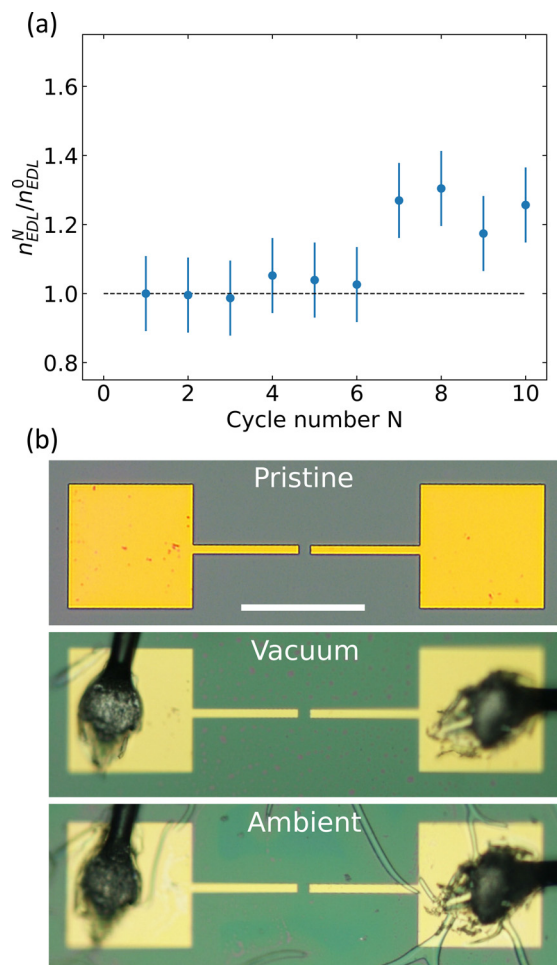 (a)
1.6
1.4
1.2
1.0
0.8
n^N_EDL/n^0_EDL
0 2 4 6 8 10
Cycle number N
(b)
Pristine
Vacuum
Ambient